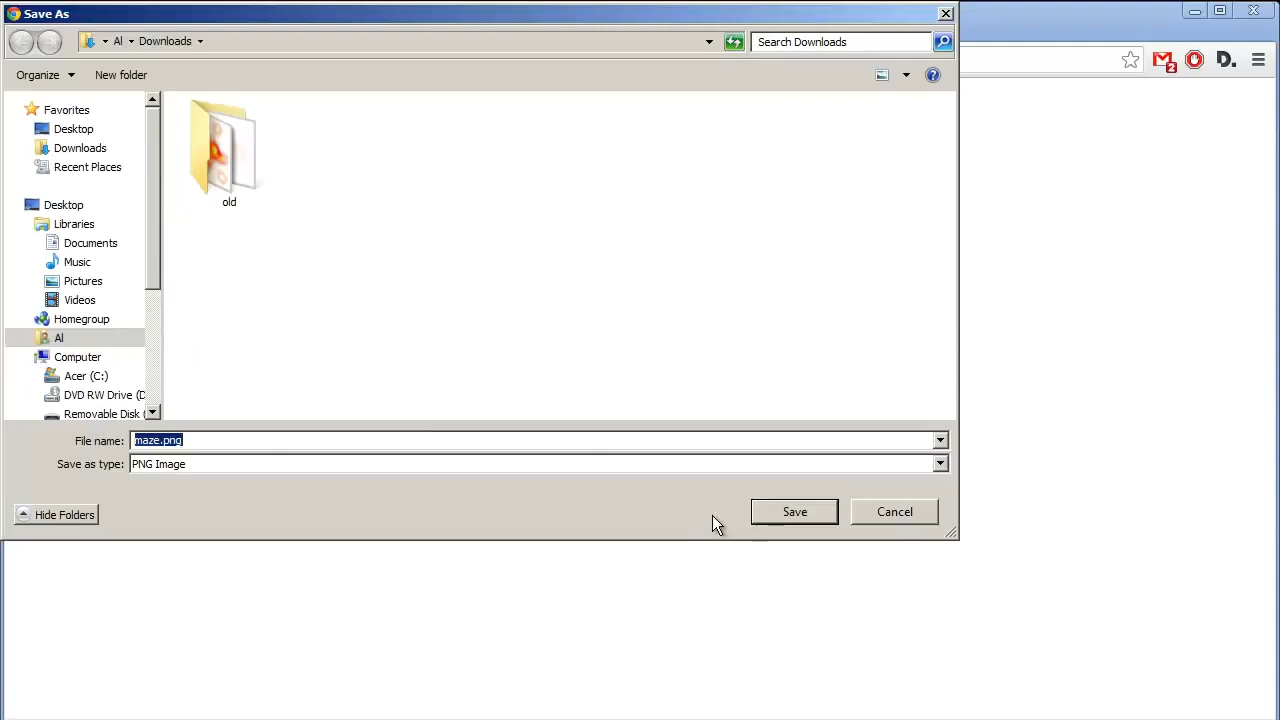 Save As
Al Downloads
Search Downloads
Organize New folder
2
D.
Favorites
Desktop
Downloads
Recent Places
Desktop
Libraries
Documents
Music
Pictures
Videos
Homegroup
Al
Computer
Acer (C:)
DVD RW Drive (D
Removable Disk (
old
File name: maze.png
Save as type: PNG Image
Hide Folders
Save
Cancel